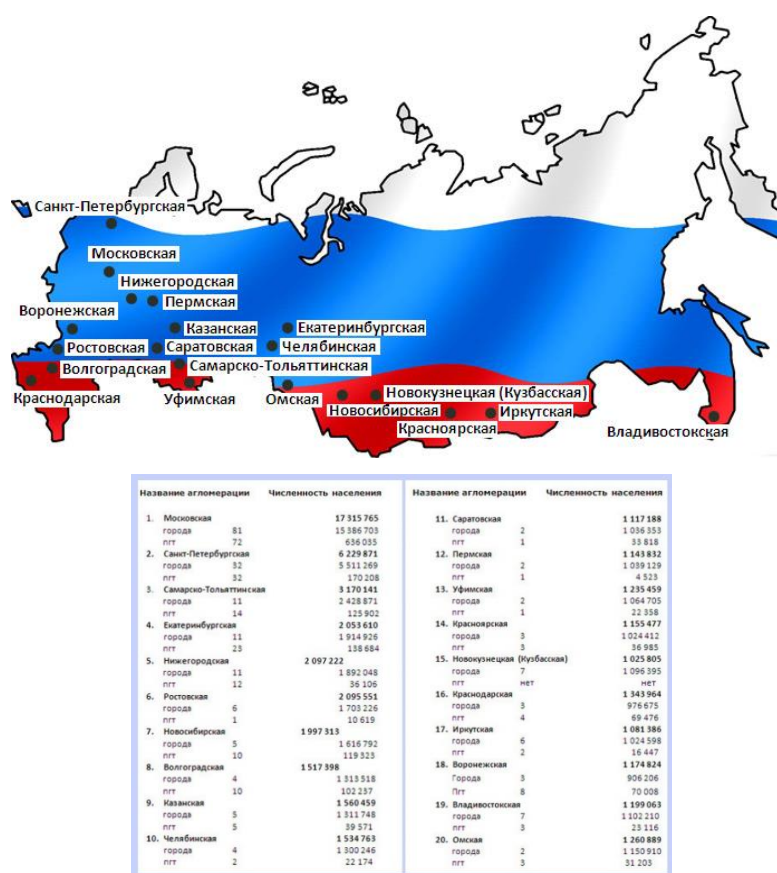 Санкт-Петербургская
Московская
Нижегородская
Пермская
Воронежская
Казанская
Екатеринбургская
Ростовская
Саратовская
Челябинская
Волгоградская
Самарско-Тольяттинская
Краснодарская
Уфимская
Омская
Новокузнецкая (Кузбасская)
Новосибирская
Иркутская
Красноярская
Владивостокская
Название агломерации Численность населения
1. Московская 17 315 765
города 81 15 386 703
пгт 72 636 035
2. Санкт-Петербургская 6 229 871
города 32 5 511 269
пгт 32 170 208
3. Самарско-Тольяттинская 3 170 141
города 11 2 428 871
пгт 14 125 902
4. Екатеринбургская 2 053 610
города 11 1 914 926
пгт 23 138 684
5. Нижегородская 2 097 222
города 11 1 892 048
пгт 12 36 106
6. Ростовская 2 095 551
города 6 1 703 226
пгт 1 10 619
7. Новосибирская 1 997 313
города 5 1 616 792
пгт 10 119 323
8. Волгоградская 1 517 398
города 4 1 313 518
пгт 10 102 237
9. Казанская 1 560 459
города 5 1 311 748
пгт 5 39 571
10. Челябинская 1 534 763
города 4 1 300 246
пгт 2 22 174
Название агломерации Численность населения
11. Саратовская 1 117 188
города 2 1 036 353
пгт 1 33 818
12. Пермская 1 143 832
города 2 1 039 129
пгт 1 4 523
13. Уфимская 1 235 459
города 2 1 064 705
пгт 1 22 358
14. Красноярская 1 155 477
города 3 1 024 412
пгт 3 36 985
15. Новокузнецкая (Кузбасская) 1 025 805
города 7 1 096 395
пгт нет нет
16. Краснодарская 1 343 964
города 3 976 675
пгт 4 69 476
17. Иркутская 1 081 386
города 6 1 024 598
пгт 2 16 447
18. Воронежская 1 174 824
Города 3 906 206
Пгт 8 70 008
19. Владивостокская 1 199 063
города 7 1 102 210
пгт 3 23 116
20. Омская 1 260 889
города 2 1 150 910
пгт 3 31 203